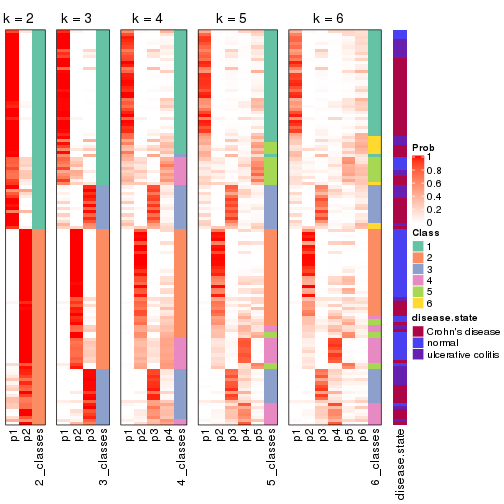 k = 2 k = 3 k = 4 k = 5 k = 6
Prob
1
0.8
0.6
0.4
0.2
0
Class
1
2
3
4
5
6
disease.state
Crohn's disease
normal
ulcerative colitis
p1 p2 2_classes p1 p2 p3 3_classes p1 p2 p3 p4 4_classes p1 p2 p3 p4 p5 5_classes p1 p2 p3 p4 p5 p6 6_classes disease.state